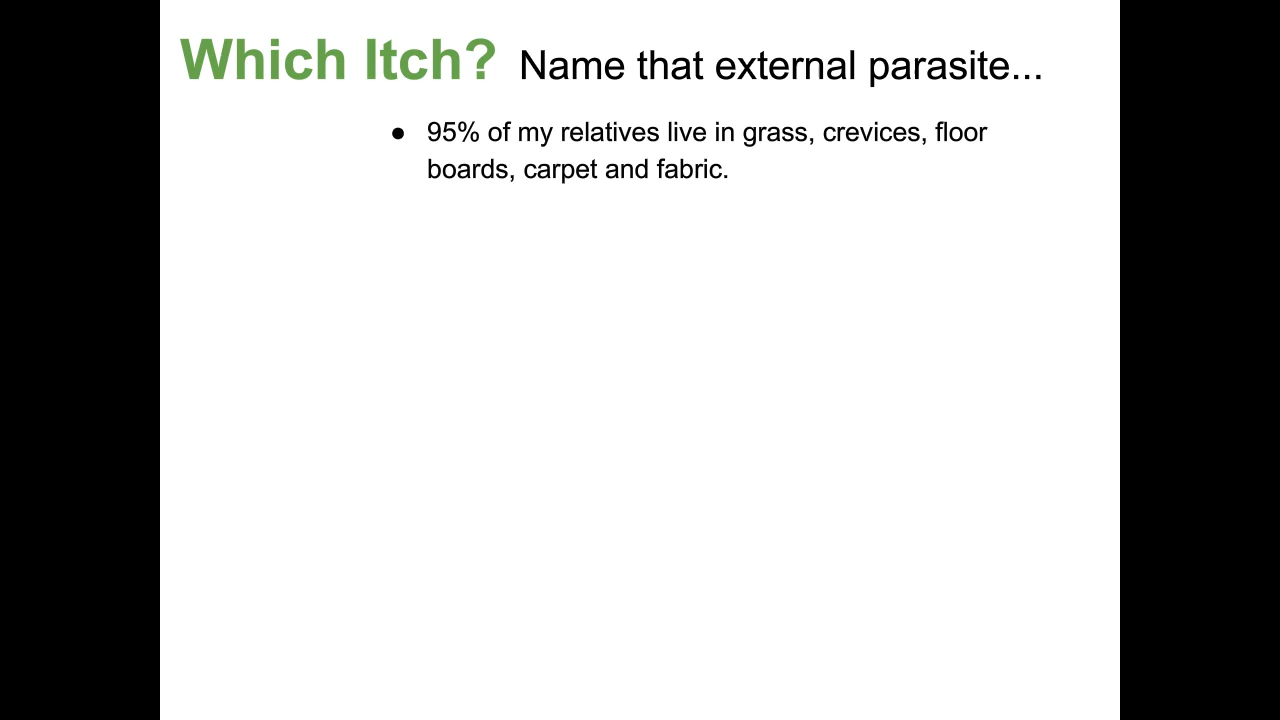 Which Itch? Name that external parasite...
● 95% of my relatives live in grass, crevices, floor
boards, carpet and fabric.